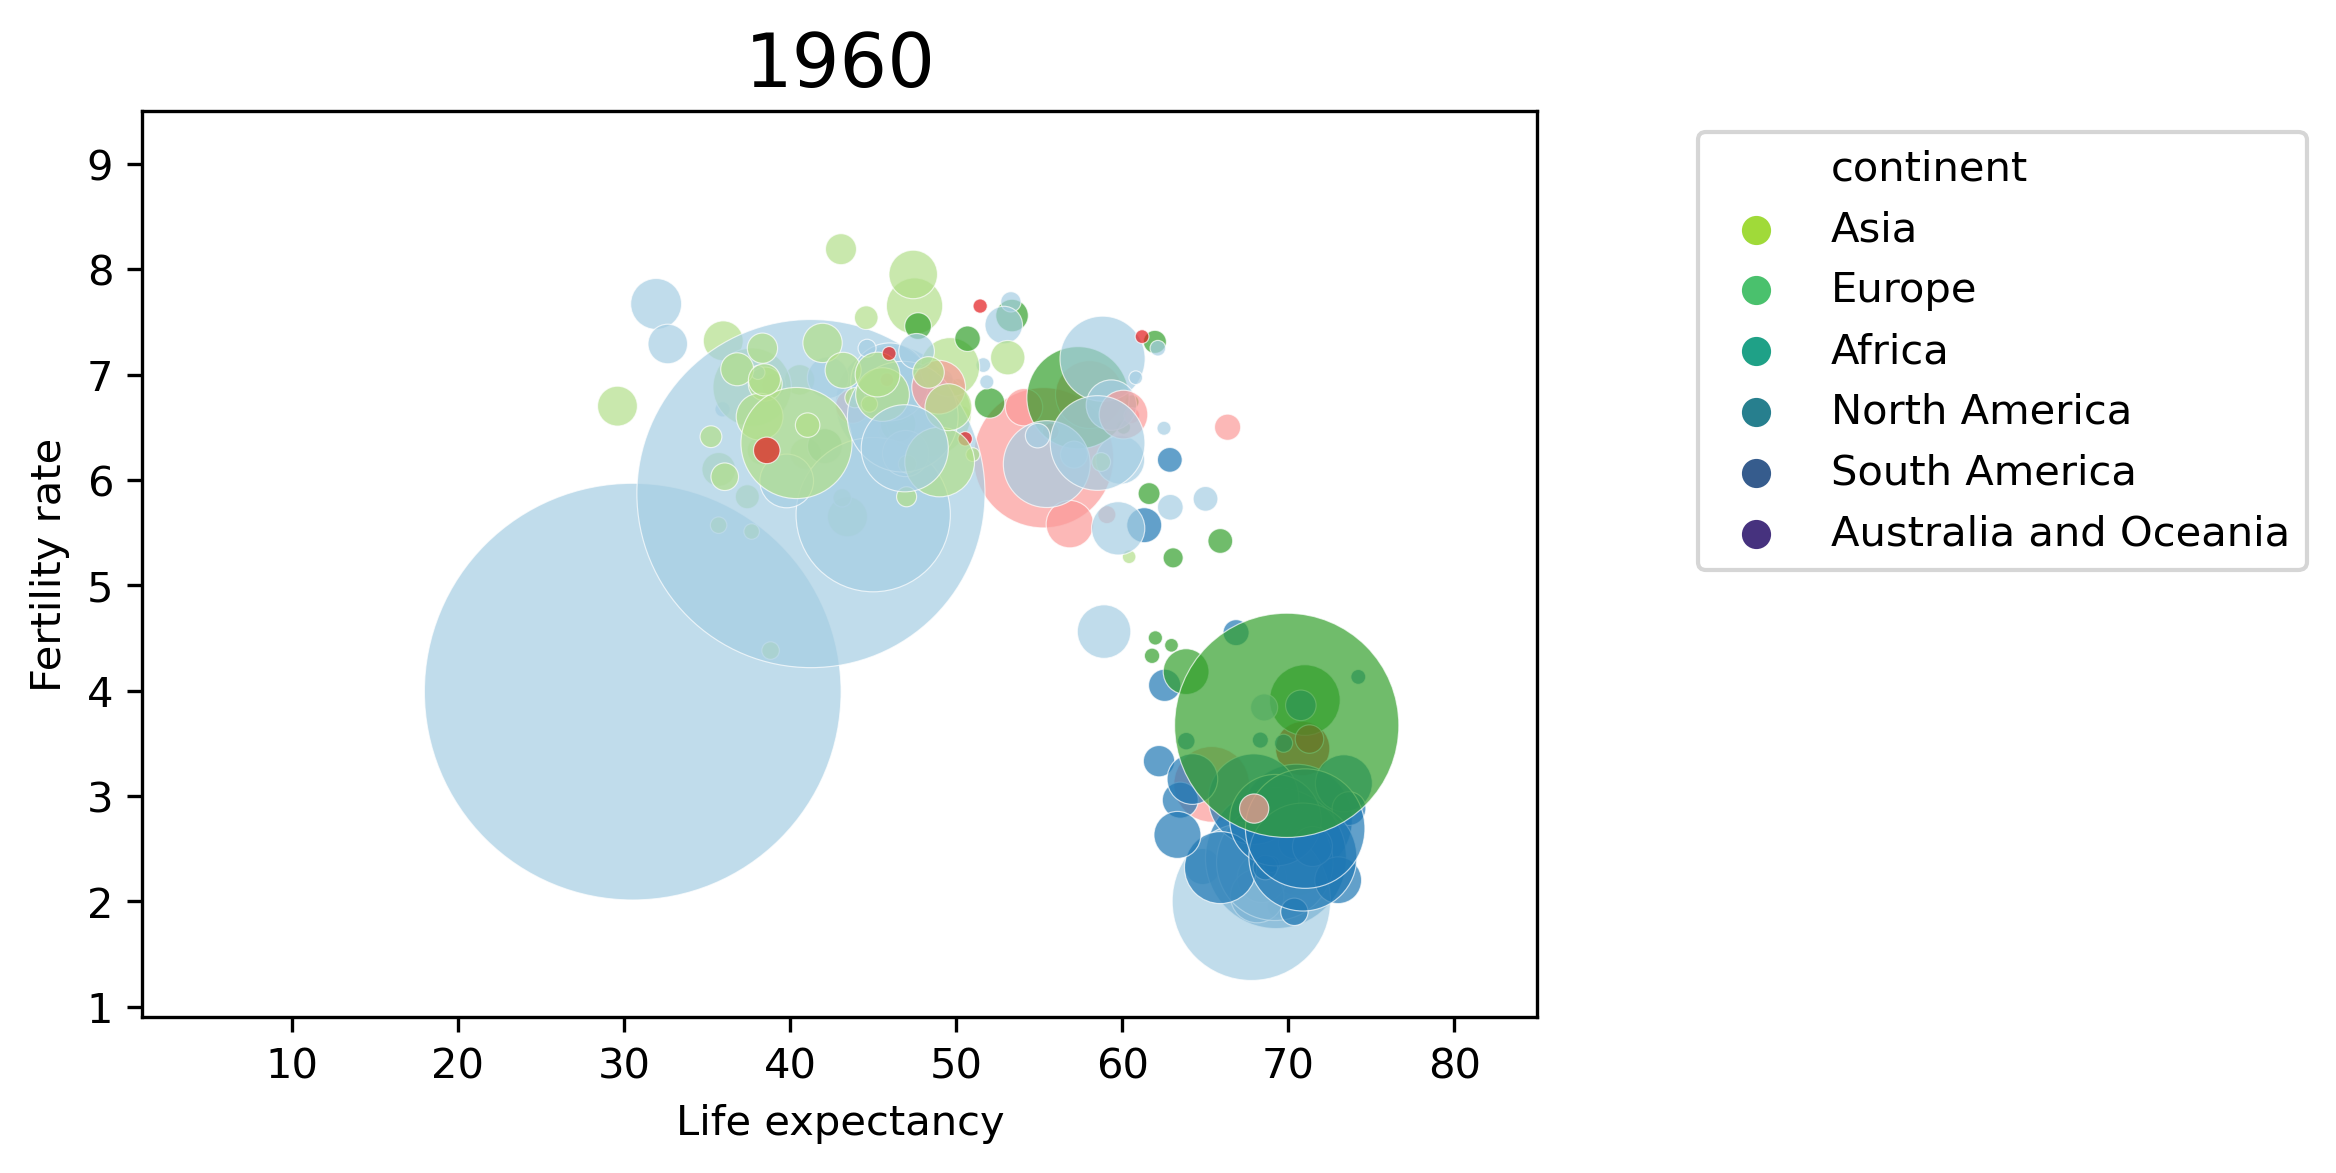 1960
9
8
7
6
5
4
3
2
1
Fertility rate
10 20 30 40 50 60 70 80
Life expectancy
continent
Asia
Europe
Africa
North America
South America
Australia and Oceania